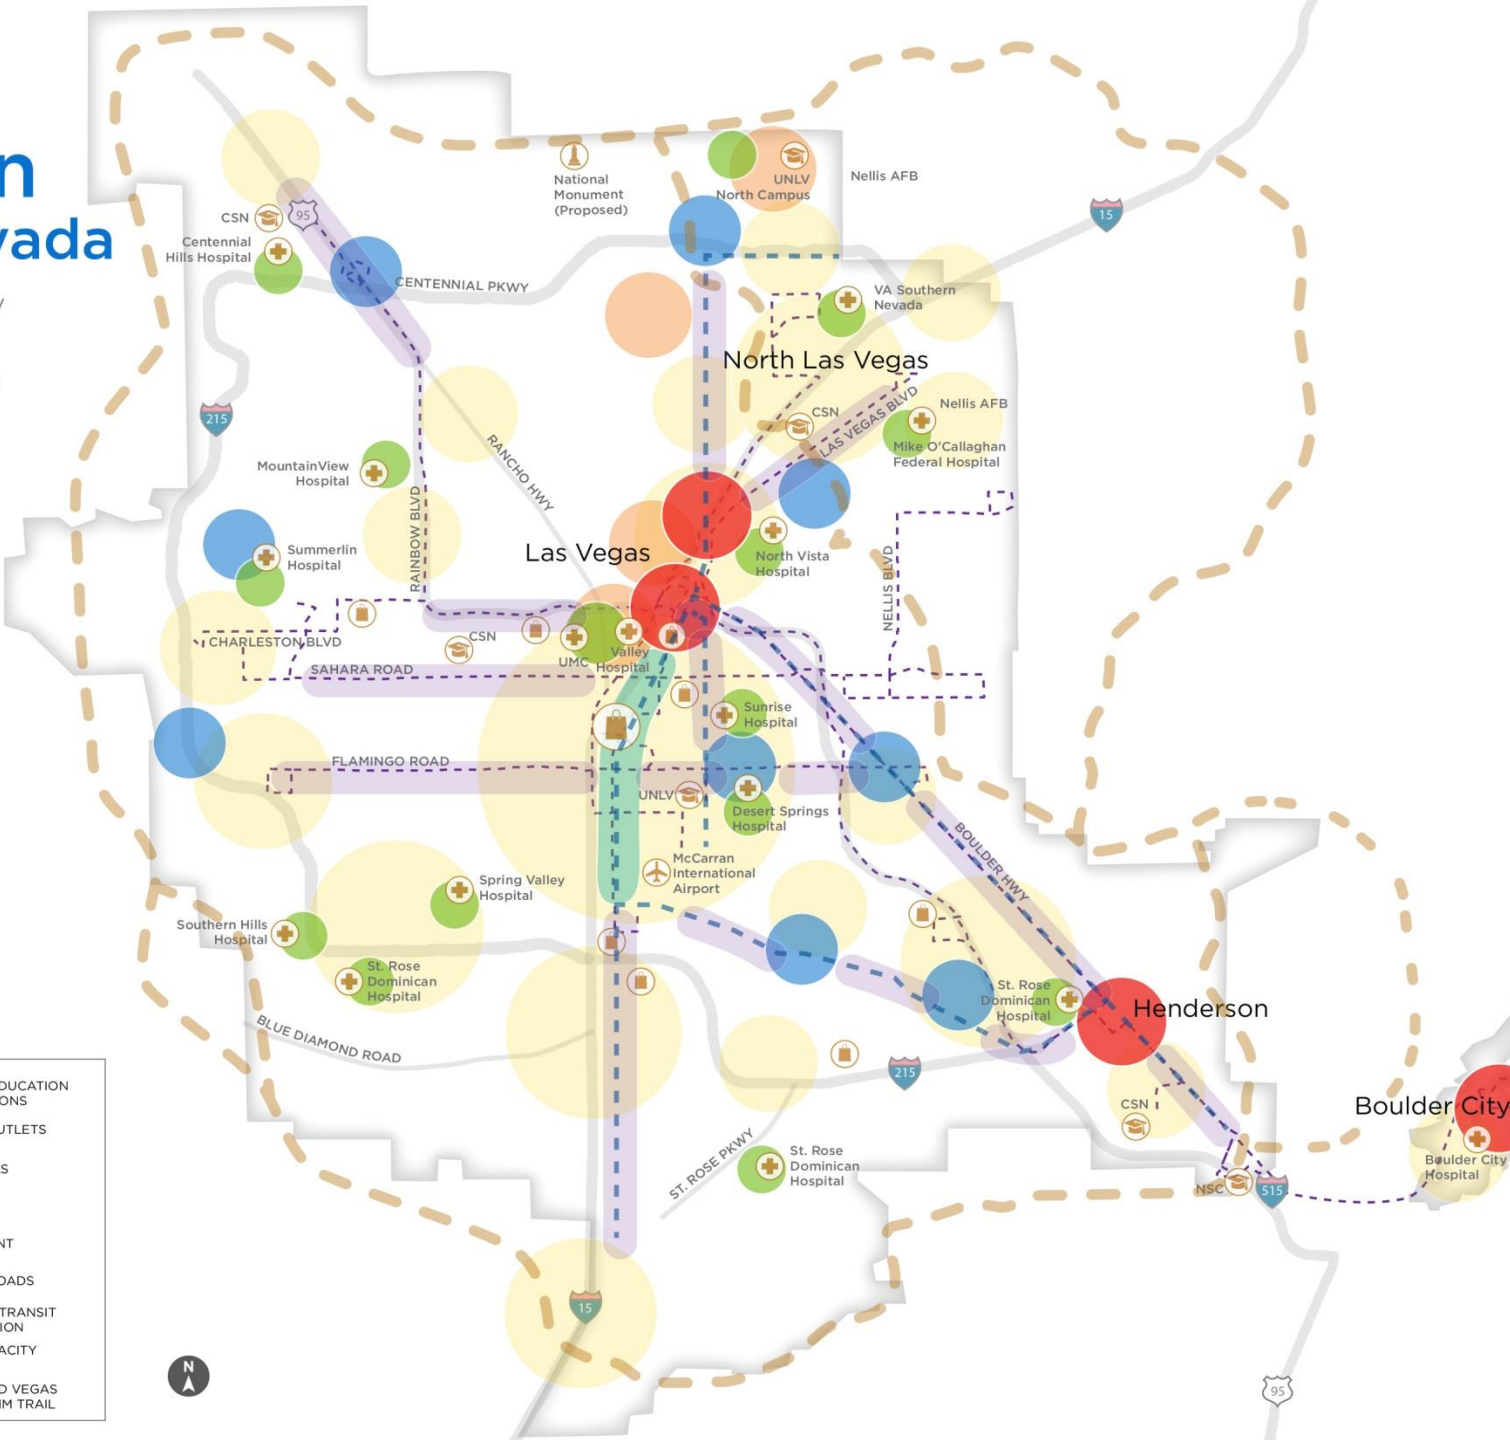 n
vada
National
Monument
(Proposed)
UNLV
North Campus
Nellis AFB
15
CSN
95
Centennial
Hills Hospital
CENTENNIAL PKWY
VA Southern
Nevada
North Las Vegas
215
CSN
LAS VEGAS BLVD
Nellis AFB
Mike O'Callaghan
Federal Hospital
MountainView
Hospital
RANCHO HWY
RAINBOW BLVD
Las Vegas
North Vista
Hospital
Summerlin
Hospital
NELLIS BLVD
CHARLESTON BLVD
CSN
UMC
Valley
Hospital
SAHARA ROAD
Sunrise
Hospital
FLAMINGO ROAD
UNLV
Desert Springs
Hospital
BOULDER HWY
McCarran
International
Airport
Spring Valley
Hospital
Southern Hills
Hospital
St. Rose
Dominican
Hospital
St. Rose
Dominican
Hospital
Henderson
BLUE DIAMOND ROAD
215
CSN
Boulder City
Boulder City
Hospital
ST. ROSE PKWY
St. Rose
Dominican
Hospital
NSC
515
15
95
N
DUCATION
ONS
UTLETS
S
NT
OADS
TRANSIT
ION
ACITY
D VEGAS
IM TRAIL